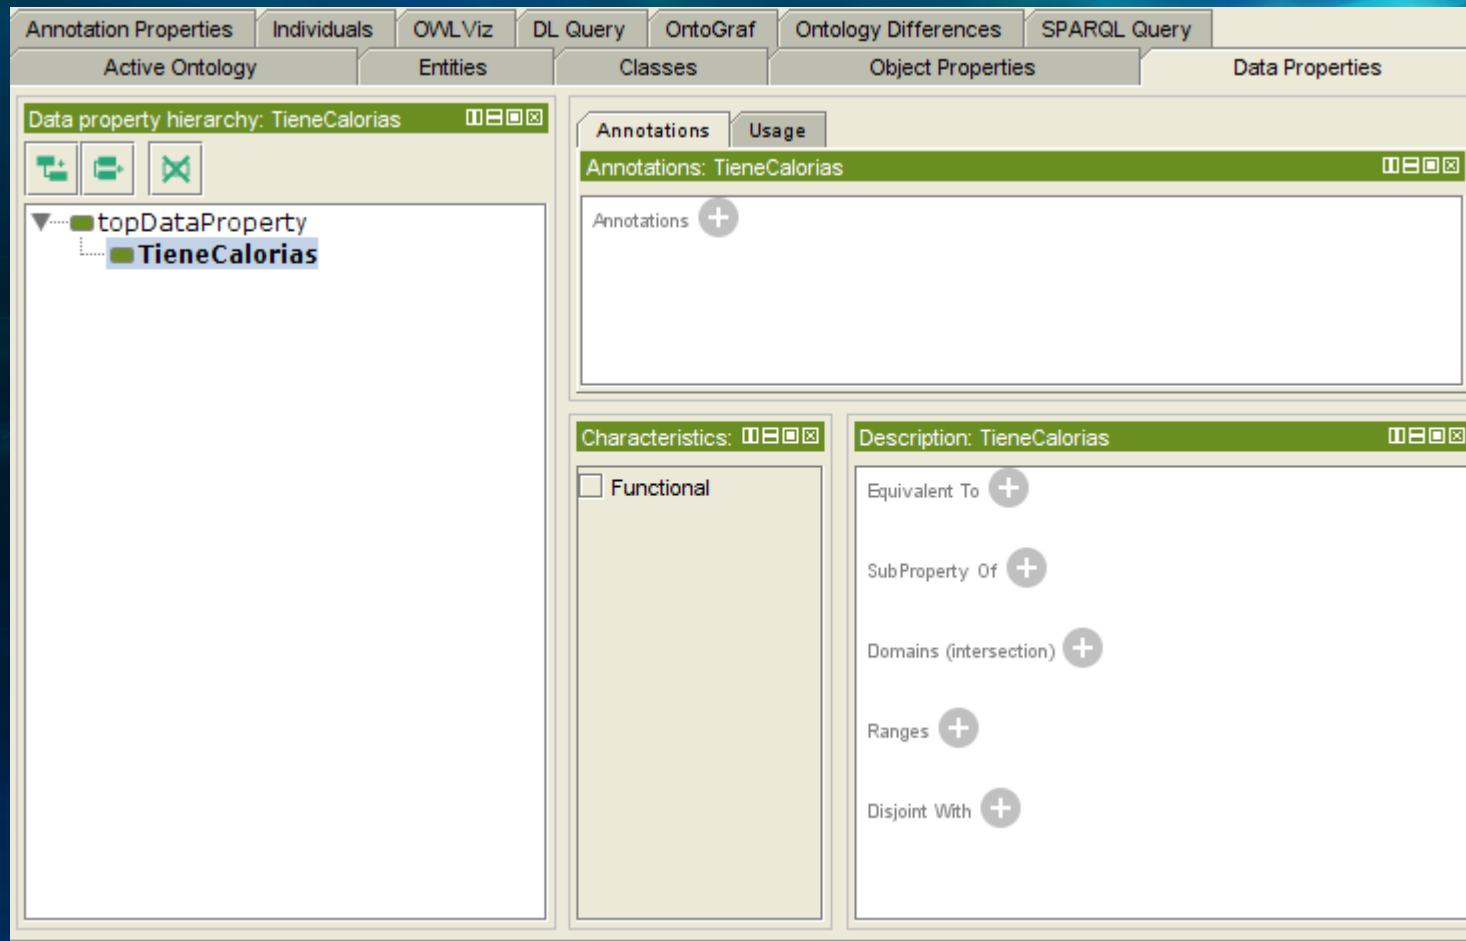 Annotation Properties Individuals OWLViz DL Query OntoGraf Ontology Differences SPARQL Query
Active Ontology Entities Classes Object Properties Data Properties
Data property hierarchy: TieneCalorias
topDataProperty
TieneCalorias
Annotations Usage
Annotations: TieneCalorias
Annotations
Characteristics:
Functional
Description: TieneCalorias
Equivalent To
SubProperty Of
Domains (intersection)
Ranges
Disjoint With